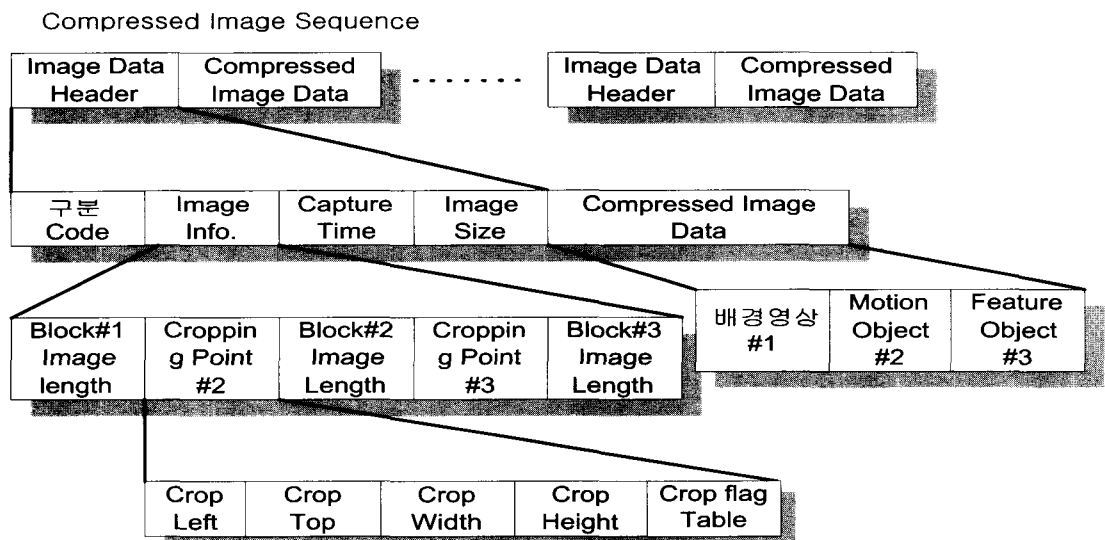 Compressed Image Sequence
Image Data Compressed Image Data Compressed
Header Image Data ....... Header Image Data
구분 Image Capture Image Compressed Image
Code Info. Time Size Data
배경영상 Motion Feature
#1 Object Object
#2 #3
Block#1 Croppin Block#2 Croppin Block#3
Image g Point Image g Point Image
length #2 Length #3 Length
Crop Crop Crop Crop Crop flag
Left Top Width Height Table